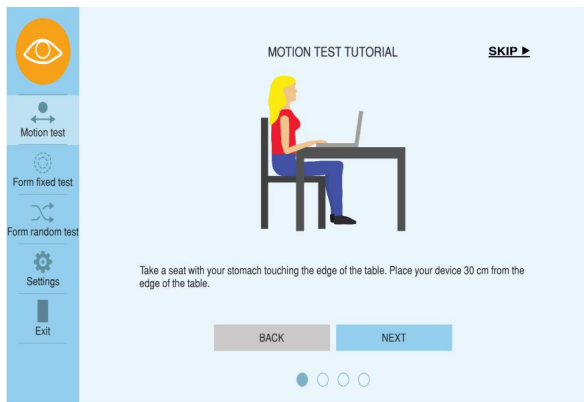 MOTION TEST TUTORIAL
SKIP ▶
Motion test
Form fixed test
Form random test
Settings
Exit
Take a seat with your stomach touching the edge of the table. Place your device 30 cm from the
edge of the table.
BACK
NEXT